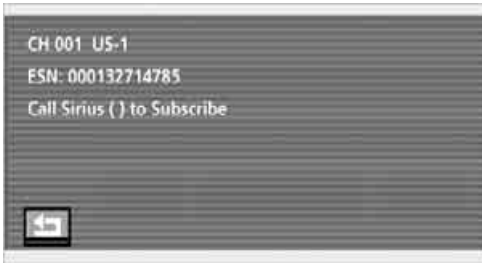 CH 001 US-1
ESN: 000132714785
Call Sirius ( ) to Subscribe